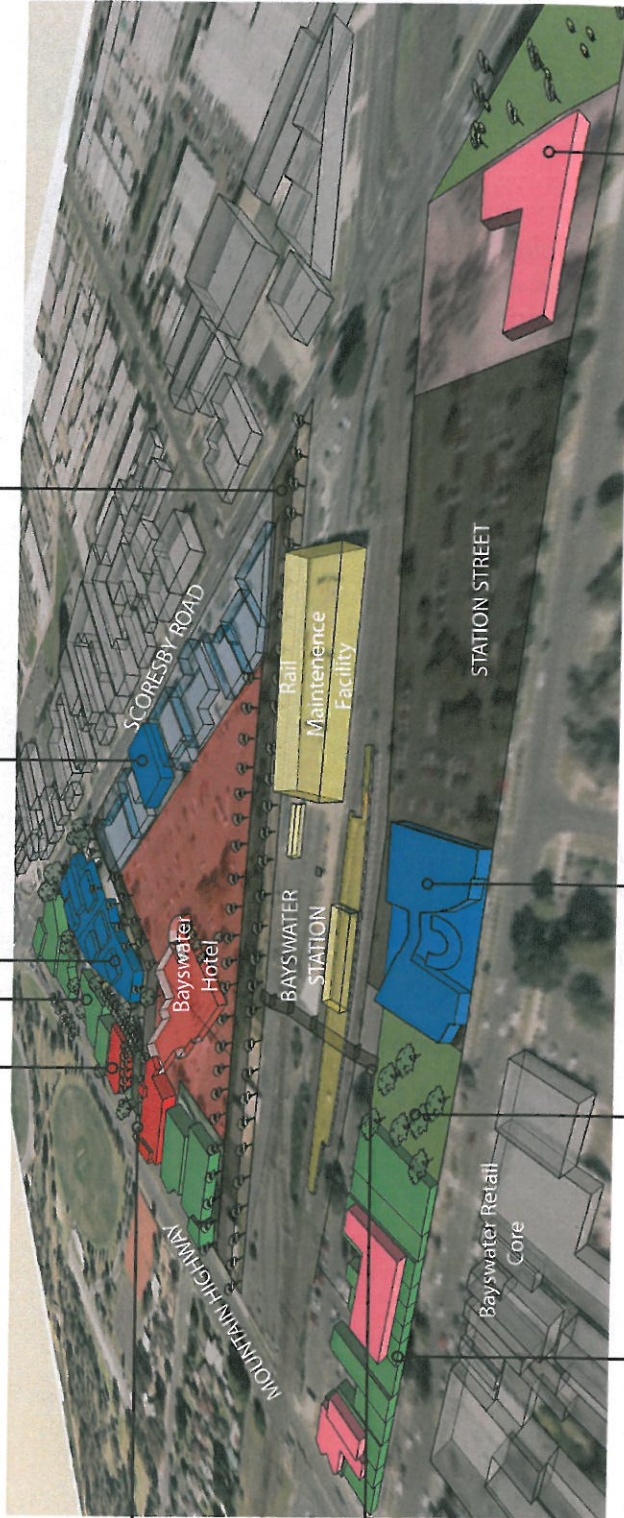 SCORESBY ROAD
Rail
Maintenence
Facility
STATION STREET
Bayswater
Hotel
BAYSWATER
STATION
MOUNTAIN HIGHWAY
Bayswater Retail
Core